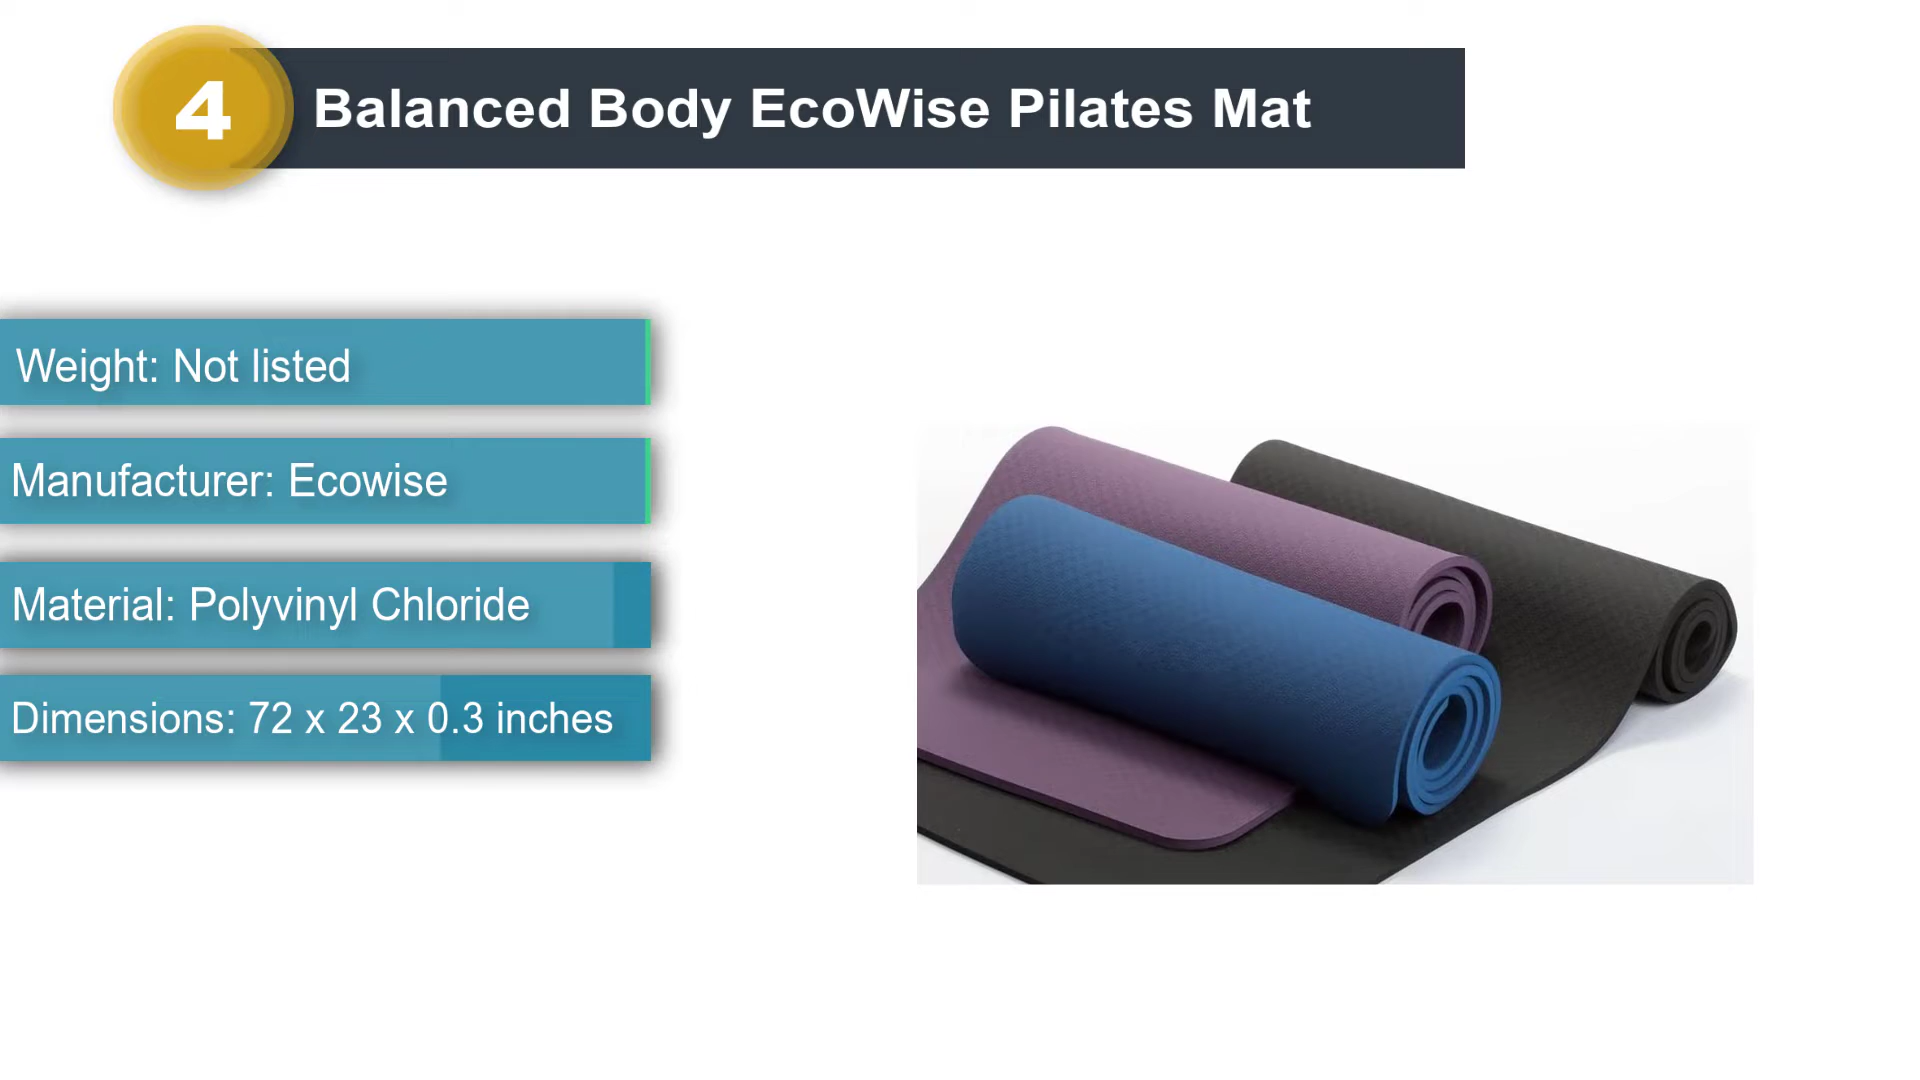 4
Balanced Body EcoWise Pilates Mat
Weight: Not listed
Manufacturer: Ecowise
Material: Polyvinyl Chloride
Dimensions: 72 x 23 x 0.3 inches